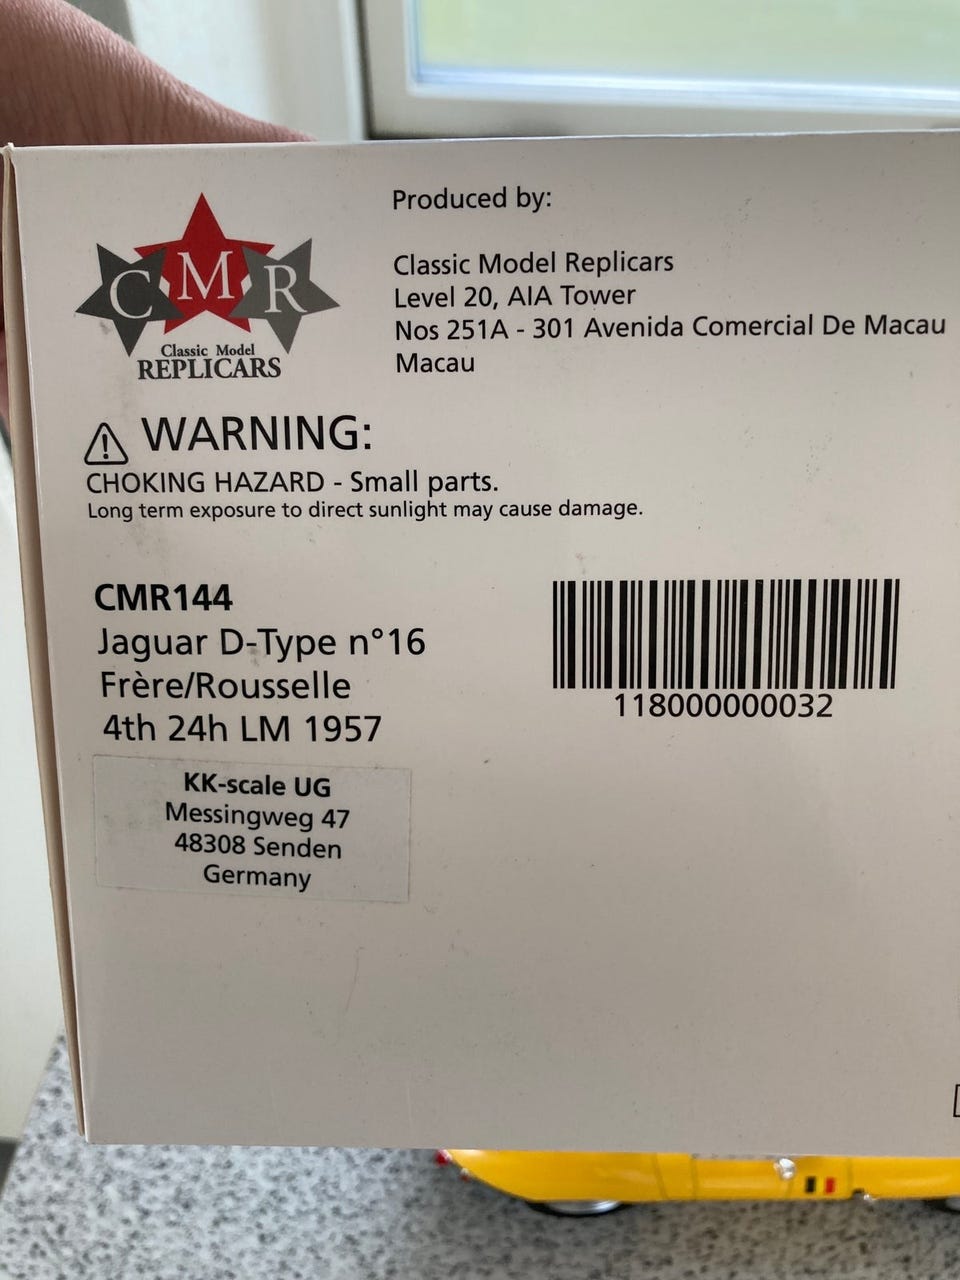 C M R
Classic Model
REPLICARS
Produced by:
Classic Model Replicars
Level 20, AIA Tower
Nos 251A - 301 Avenida Comercial De Macau
Macau
WARNING:
CHOKING HAZARD - Small parts.
Long term exposure to direct sunlight may cause damage.
CMR144
Jaguar D-Type n°16
Frère/Rousselle
4th 24h LM 1957
118000000032
KK-scale UG
Messingweg 47
48308 Senden
Germany